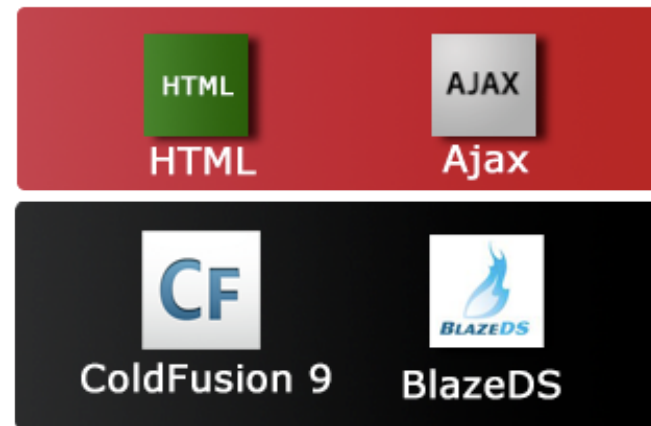 HTML
AJAX
HTML
Ajax
CF
BLAZEDS
ColdFusion 9
BlazeDS